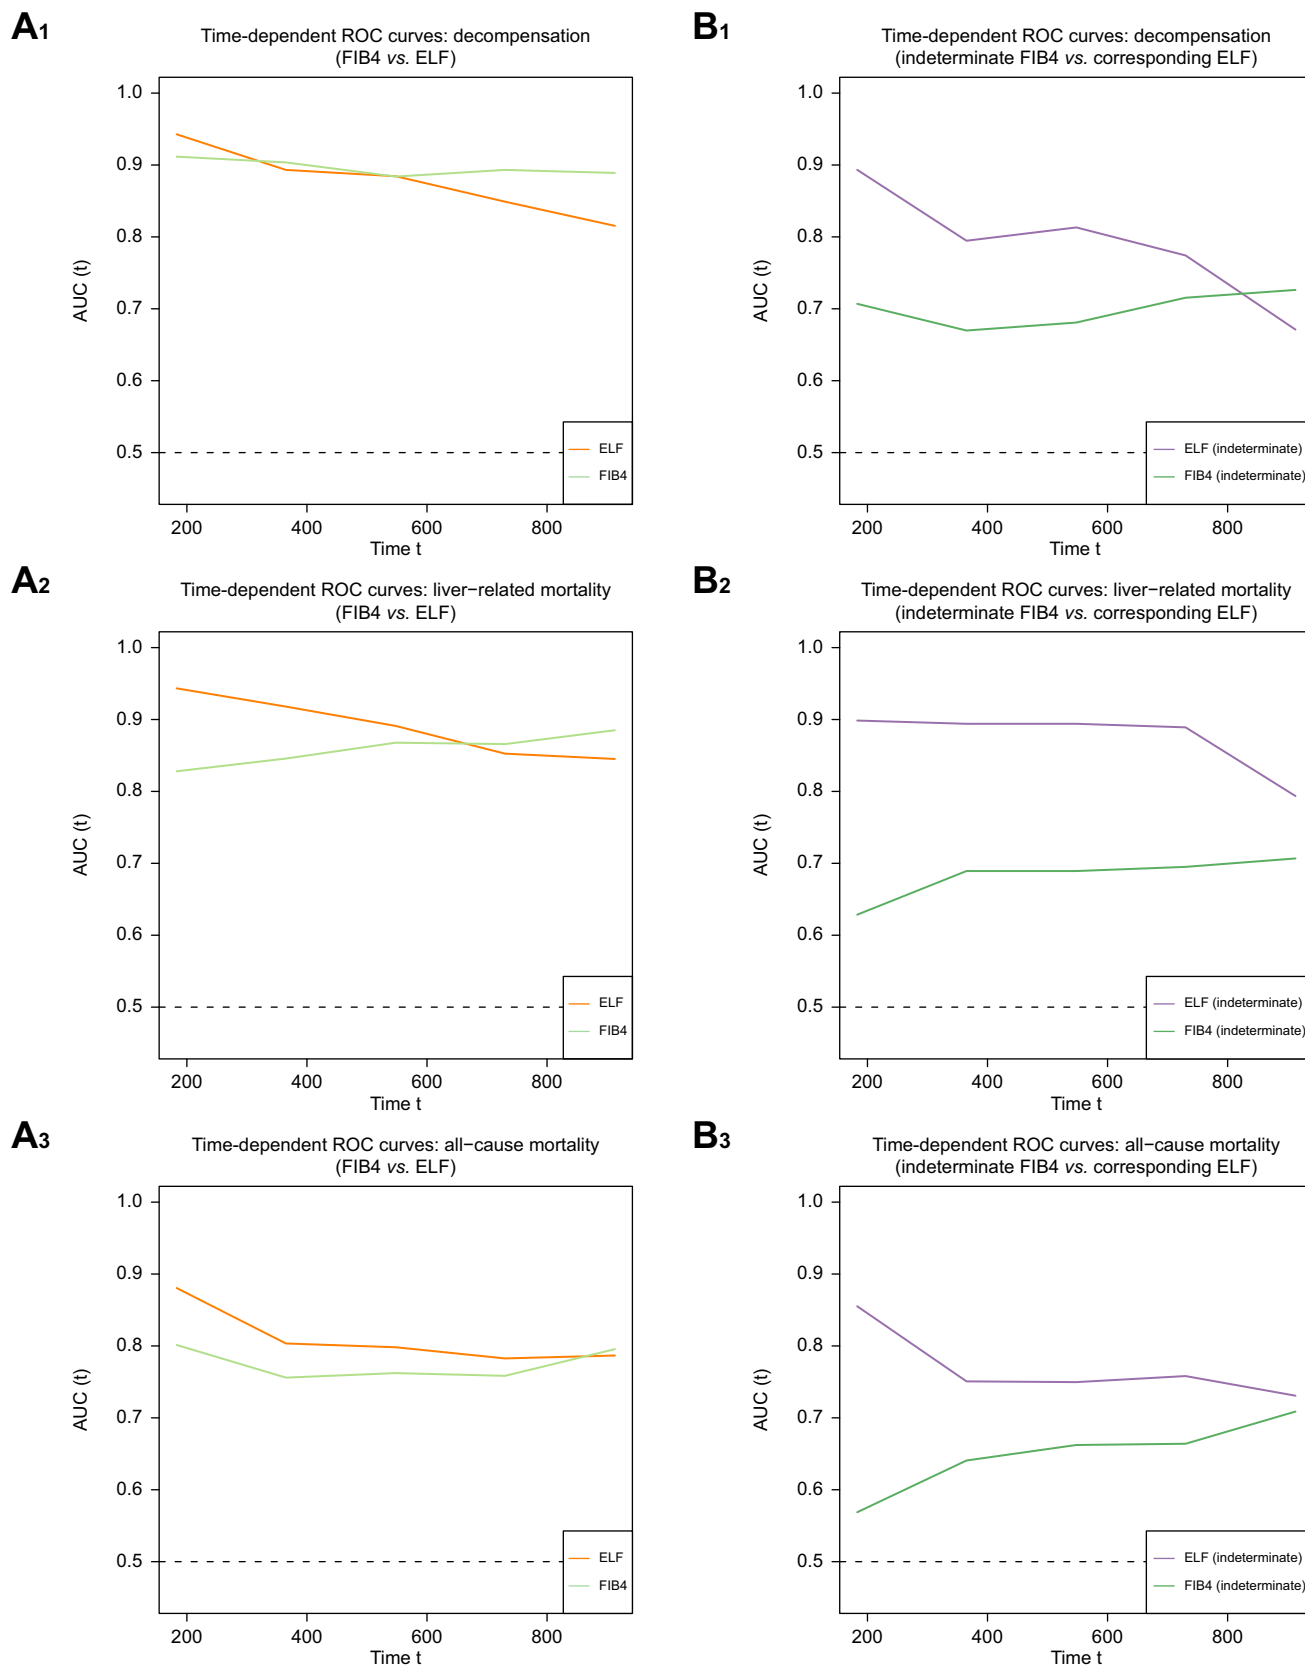 A1
Time-dependent ROC curves: decompensation
(FIB4 vs. ELF)
AUC (t)
1.0
0.9
0.8
0.7
0.6
0.5
ELF
FIB4
200 400 600 800
Time t
B1
Time-dependent ROC curves: decompensation
(indeterminate FIB4 vs. corresponding ELF)
AUC (t)
1.0
0.9
0.8
0.7
0.6
0.5
ELF (indeterminate)
FIB4 (indeterminate)
200 400 600 800
Time t
A2
Time-dependent ROC curves: liver−related mortality
(FIB4 vs. ELF)
AUC (t)
1.0
0.9
0.8
0.7
0.6
0.5
ELF
FIB4
200 400 600 800
Time t
B2
Time-dependent ROC curves: liver−related mortality
(indeterminate FIB4 vs. corresponding ELF)
AUC (t)
1.0
0.9
0.8
0.7
0.6
0.5
ELF (indeterminate)
FIB4 (indeterminate)
200 400 600 800
Time t
A3
Time-dependent ROC curves: all−cause mortality
(FIB4 vs. ELF)
AUC (t)
1.0
0.9
0.8
0.7
0.6
0.5
ELF
FIB4
200 400 600 800
Time t
B3
Time-dependent ROC curves: all−cause mortality
(indeterminate FIB4 vs. corresponding ELF)
AUC (t)
1.0
0.9
0.8
0.7
0.6
0.5
ELF (indeterminate)
FIB4 (indeterminate)
200 400 600 800
Time t